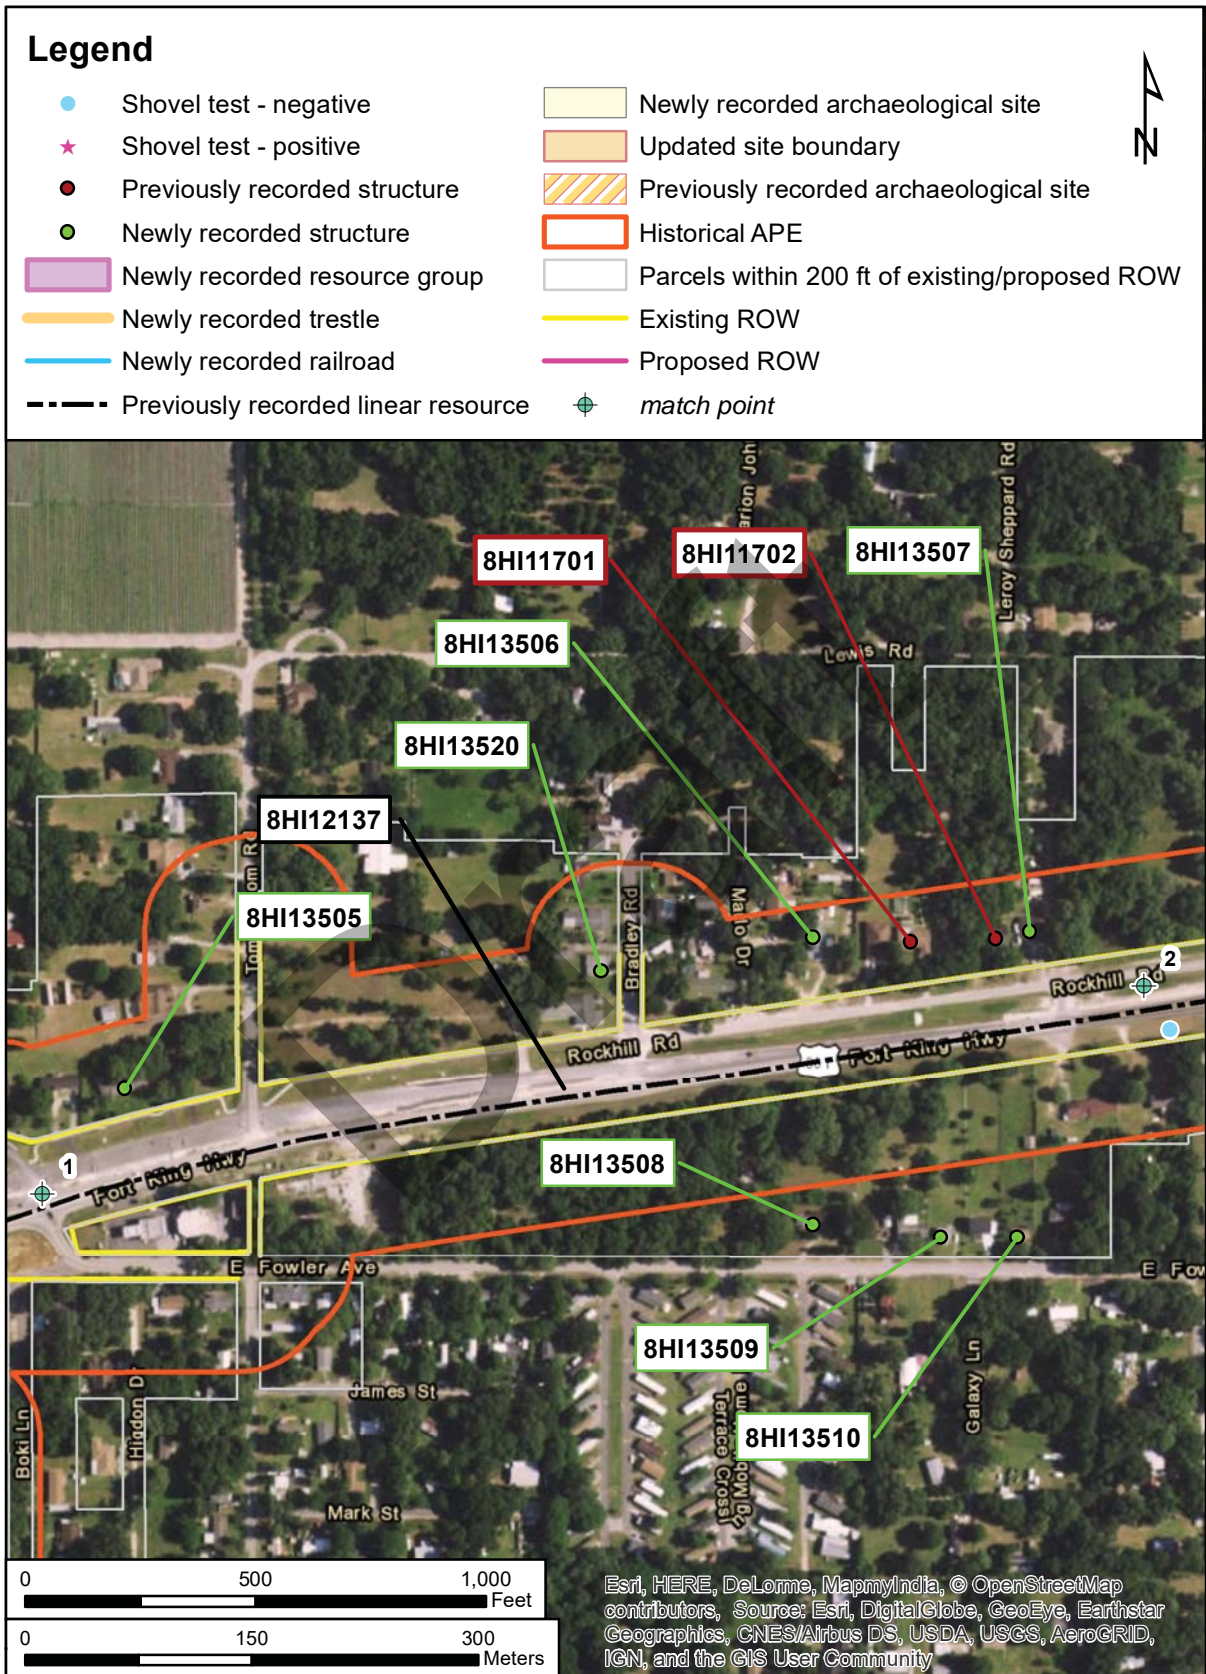 Legend
Shovel test - negative
Shovel test - positive
Previously recorded structure
Newly recorded structure
Newly recorded resource group
Newly recorded trestle
Newly recorded railroad
Previously recorded linear resource
Newly recorded archaeological site
Updated site boundary
Previously recorded archaeological site
Historical APE
Parcels within 200 ft of existing/proposed ROW
Existing ROW
Proposed ROW
match point
N
arion Joh
Leroy Sheppard Rd
8HI11701
8HI11702
8HI13507
8HI13506
Lewis Rd
8HI13520
8HI12137
8HI13505
Bradley Rd
Ma Jo Dr
2
Rockhill Rd
Rockhill Rd
Fort King Hwy
1
Fort King Hwy
8HI13508
E Fowler Ave
E Fow
8HI13509
Galaxy Ln
James St
Higdon D
Boki Ln
8HI13510
Terrace Crossi
Mark St
DRAFT
0 500 1,000
Feet
0 150 300
Meters
Esri, HERE, DeLorme, MapmyIndia, © OpenStreetMap
contributors, Source: Esri, DigitalGlobe, GeoEye, Earthstar
Geographics, CNES/Airbus DS, USDA, USGS, AeroGRID,
IGN, and the GIS User Community